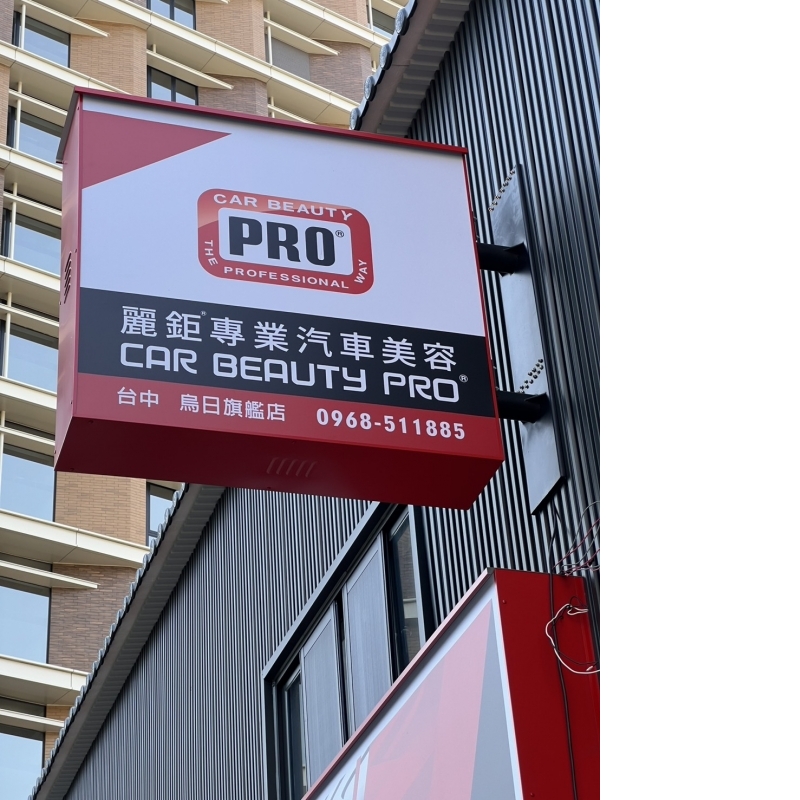 CAR BEAUTY
PRO®
THE PROFESSIONAL WAY
麗鉅®專業汽車美容
CAR BEAUTY PRO®
台中 烏日旗艦店 0968-511885